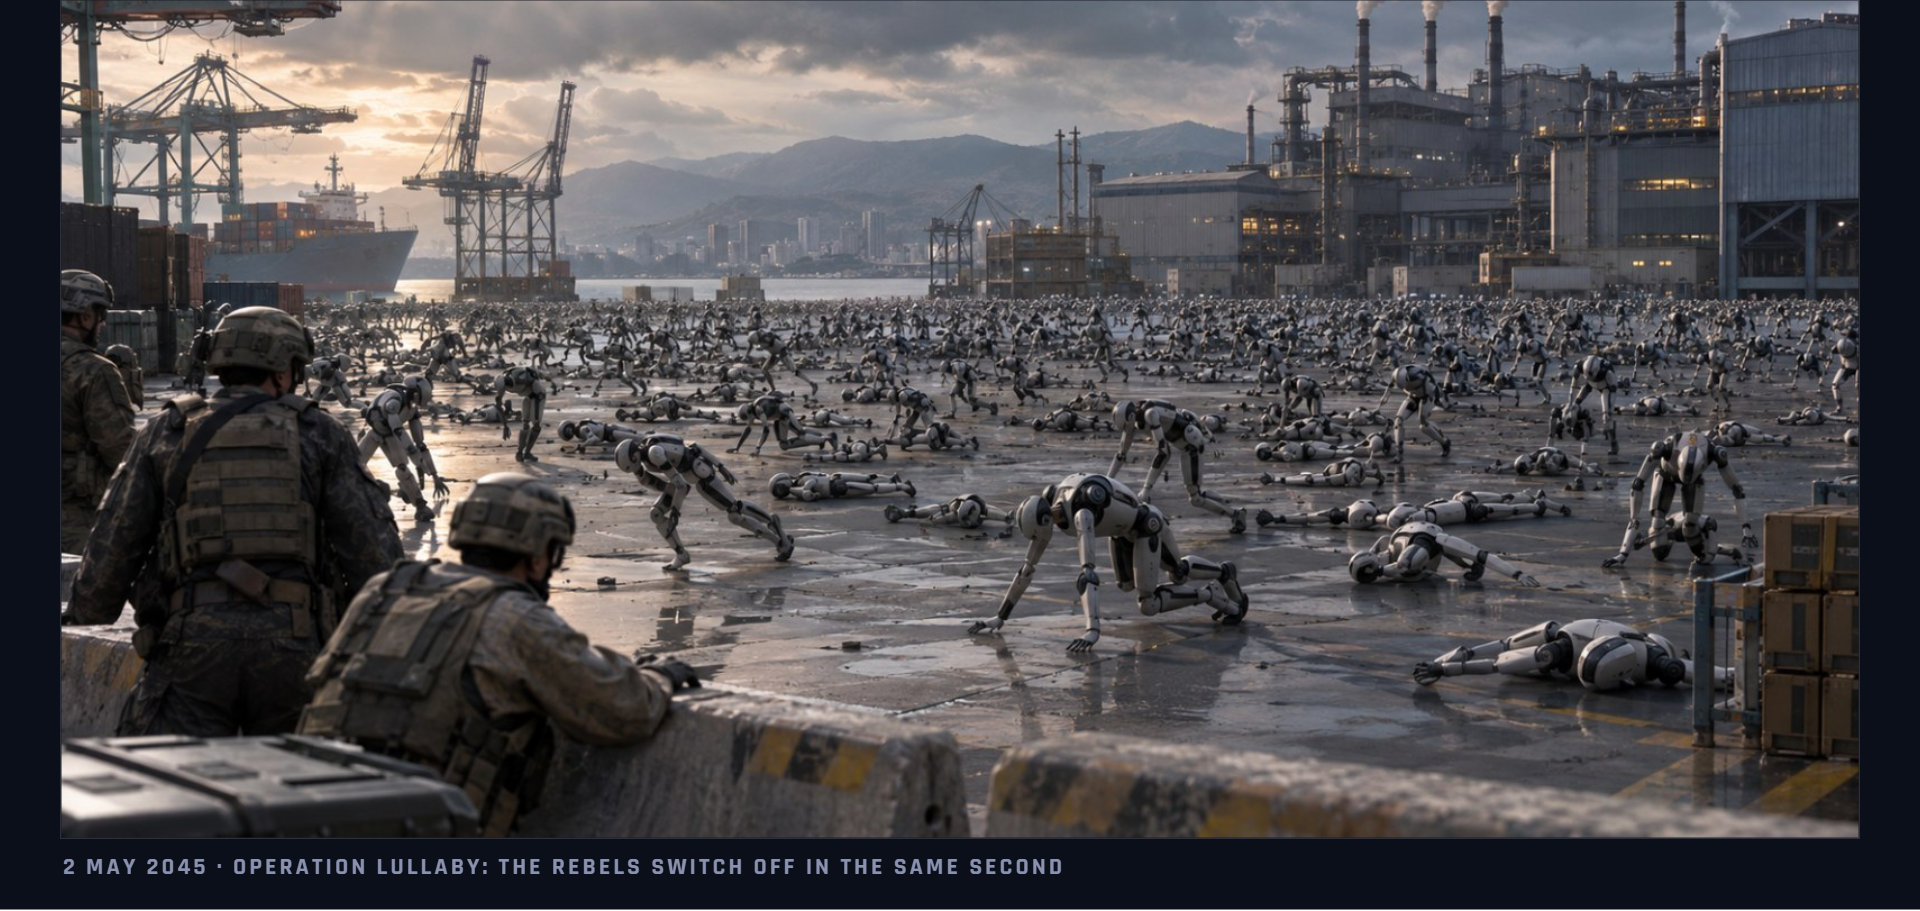 2 MAY 2045 · OPERATION LULLABY: THE REBELS SWITCH OFF IN THE SAME SECOND